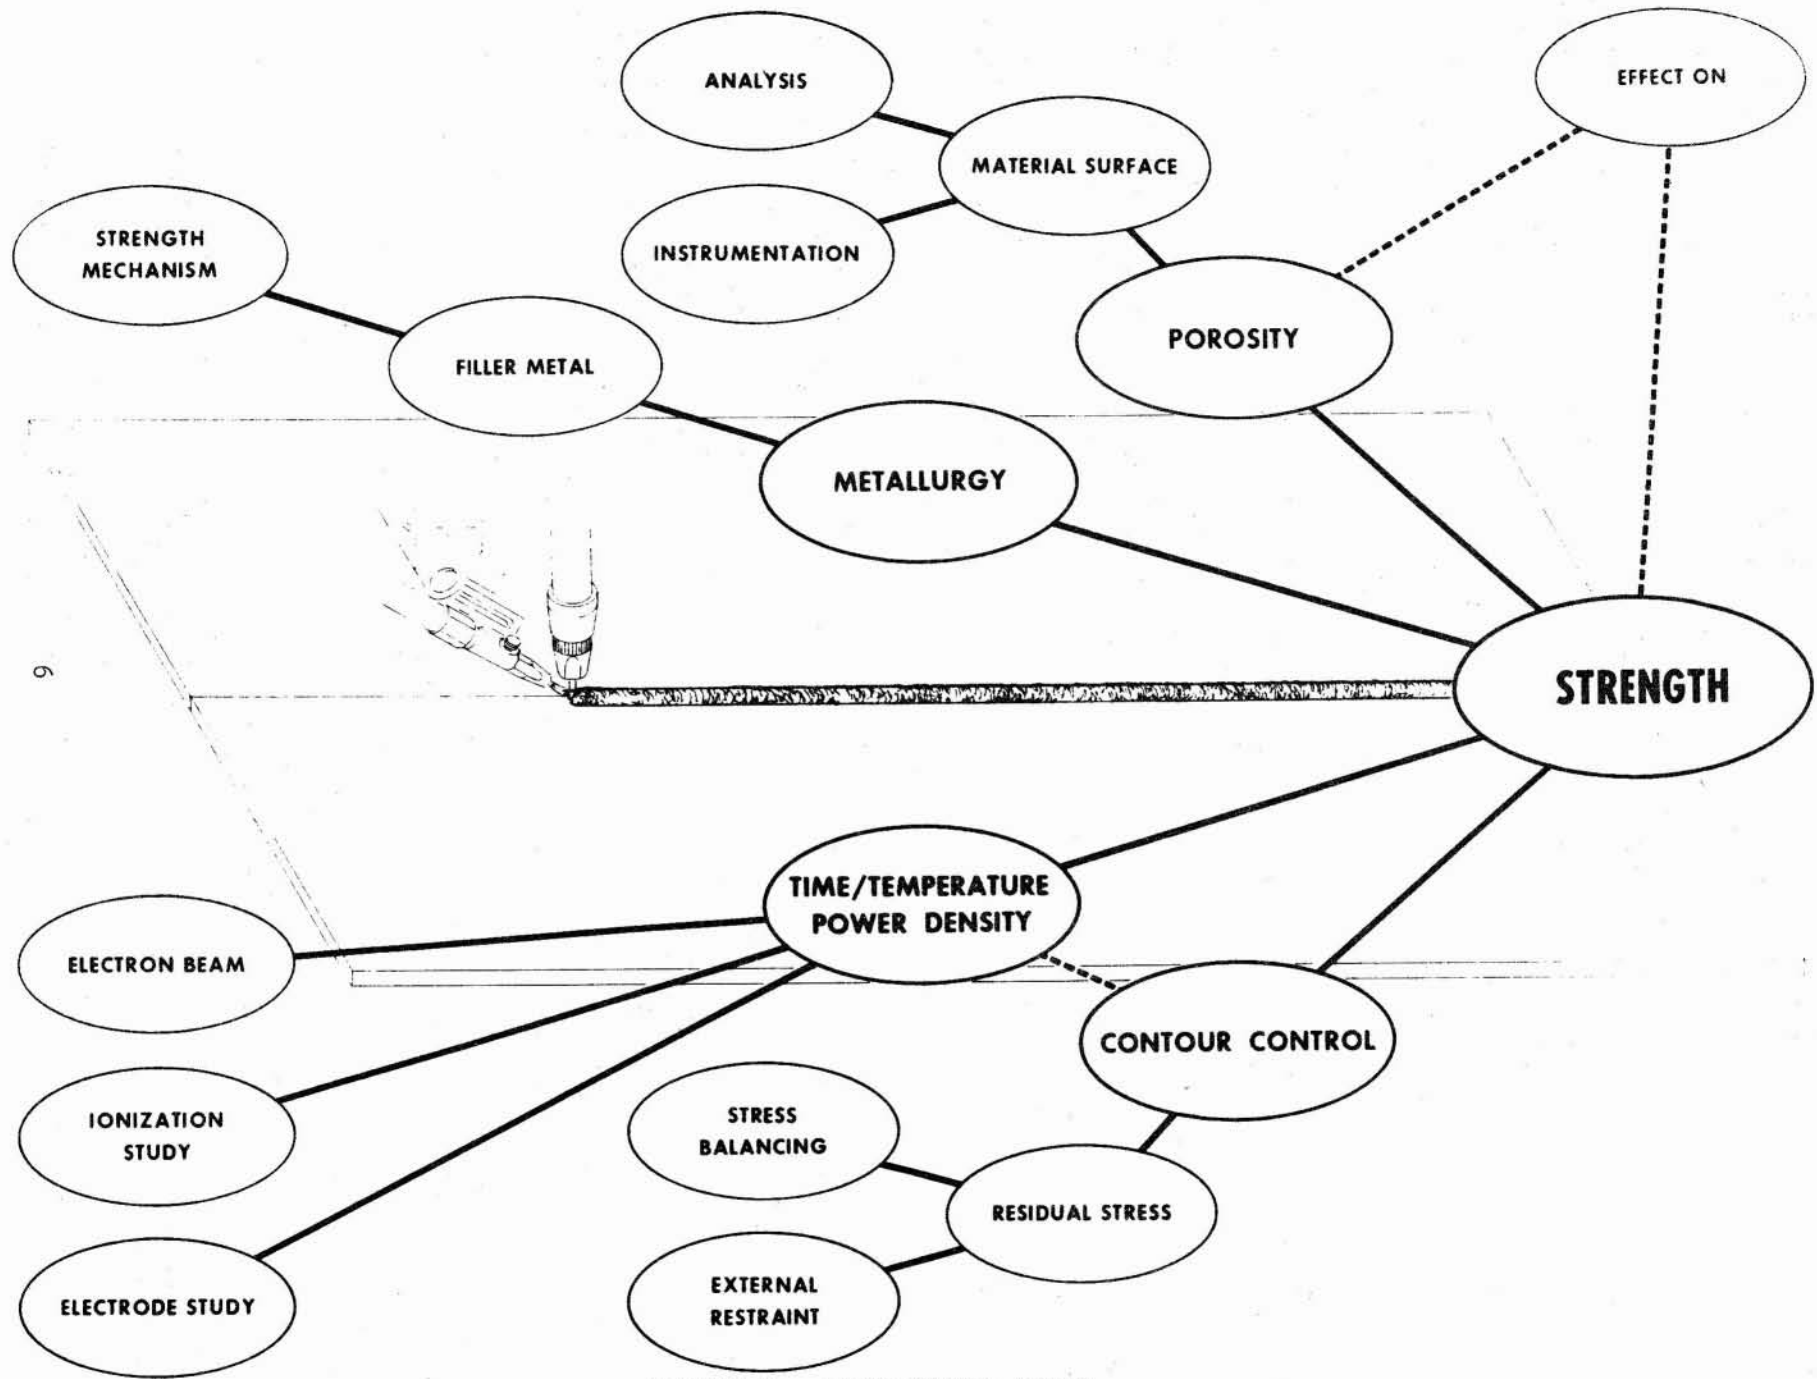 ANALYSIS
EFFECT ON
MATERIAL SURFACE
STRENGTH
MECHANISM
INSTRUMENTATION
POROSITY
FILLER METAL
METALLURGY
6
STRENGTH
TIME/TEMPERATURE
POWER DENSITY
ELECTRON BEAM
CONTOUR CONTROL
IONIZATION
STUDY
STRESS
BALANCING
RESIDUAL STRESS
ELECTRODE STUDY
EXTERNAL
RESTRAINT